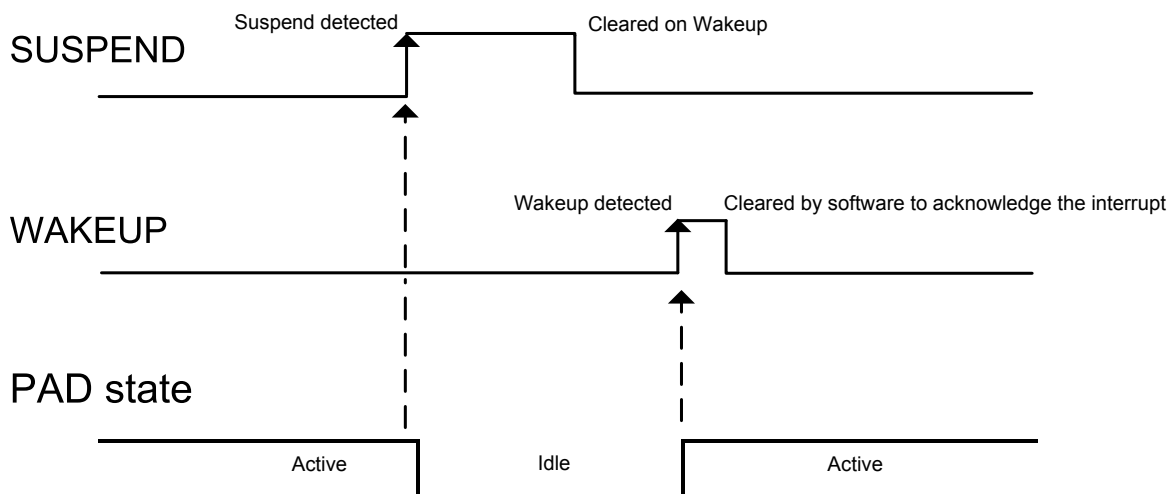 Suspend detected
Cleared on Wakeup
SUSPEND
Wakeup detected
Cleared by software to acknowledge the interrupt
WAKEUP
PAD state
Active
Idle
Active